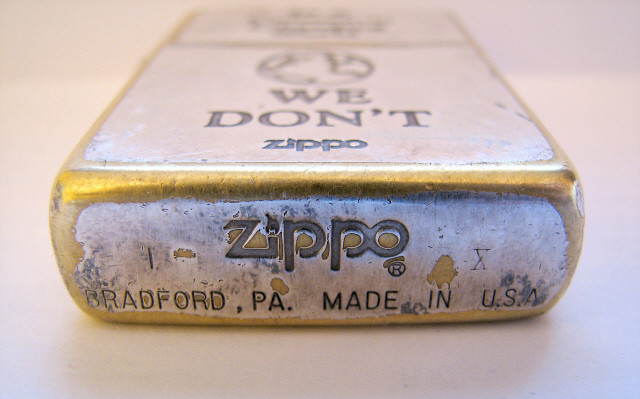 WE
DON'T
Zippo
Zippo ®
I X
BRADFORD, PA. MADE IN U.S.A